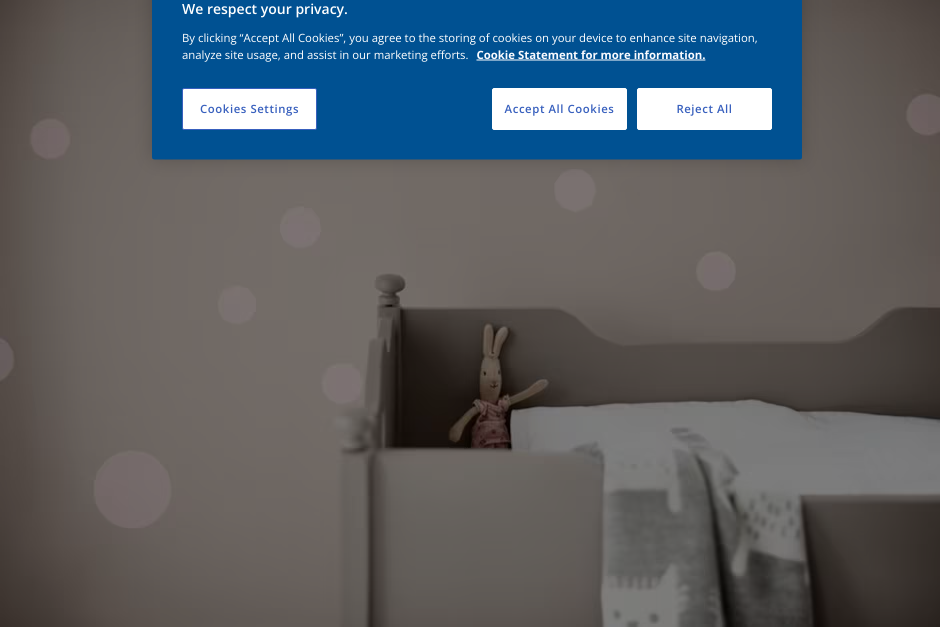 We respect your privacy.
By clicking “Accept All Cookies”, you agree to the storing of cookies on your device to enhance site navigation,
analyze site usage, and assist in our marketing efforts. Cookie Statement for more information.
Cookies Settings
Accept All Cookies
Reject All